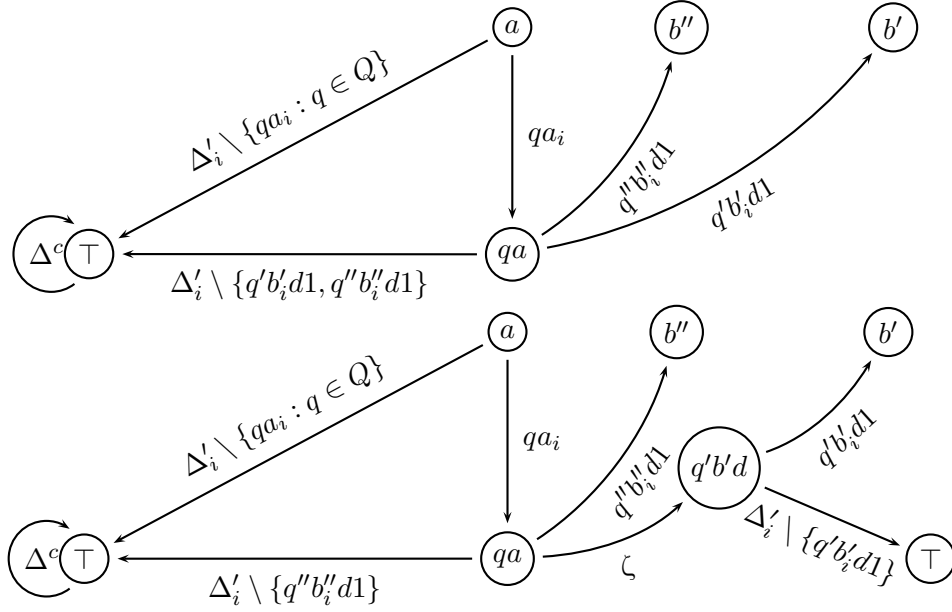 a
b''
b'
Δ'_i \ {qa_i : q ∈ Q}
qa_i
q''b''_i d1
q'b'_i d1
Δ^c
⊤
qa
Δ'_i \ {q'b'_i d1, q''b''_i d1}
a
b''
b'
Δ'_i \ {qa_i : q ∈ Q}
qa_i
q''b''_i d1
q'b'd
q'b'_i d1
Δ'_i \ {q'b'_i d1}
Δ^c
⊤
qa
⊤
Δ'_i \ {q''b''_i d1}
ζ